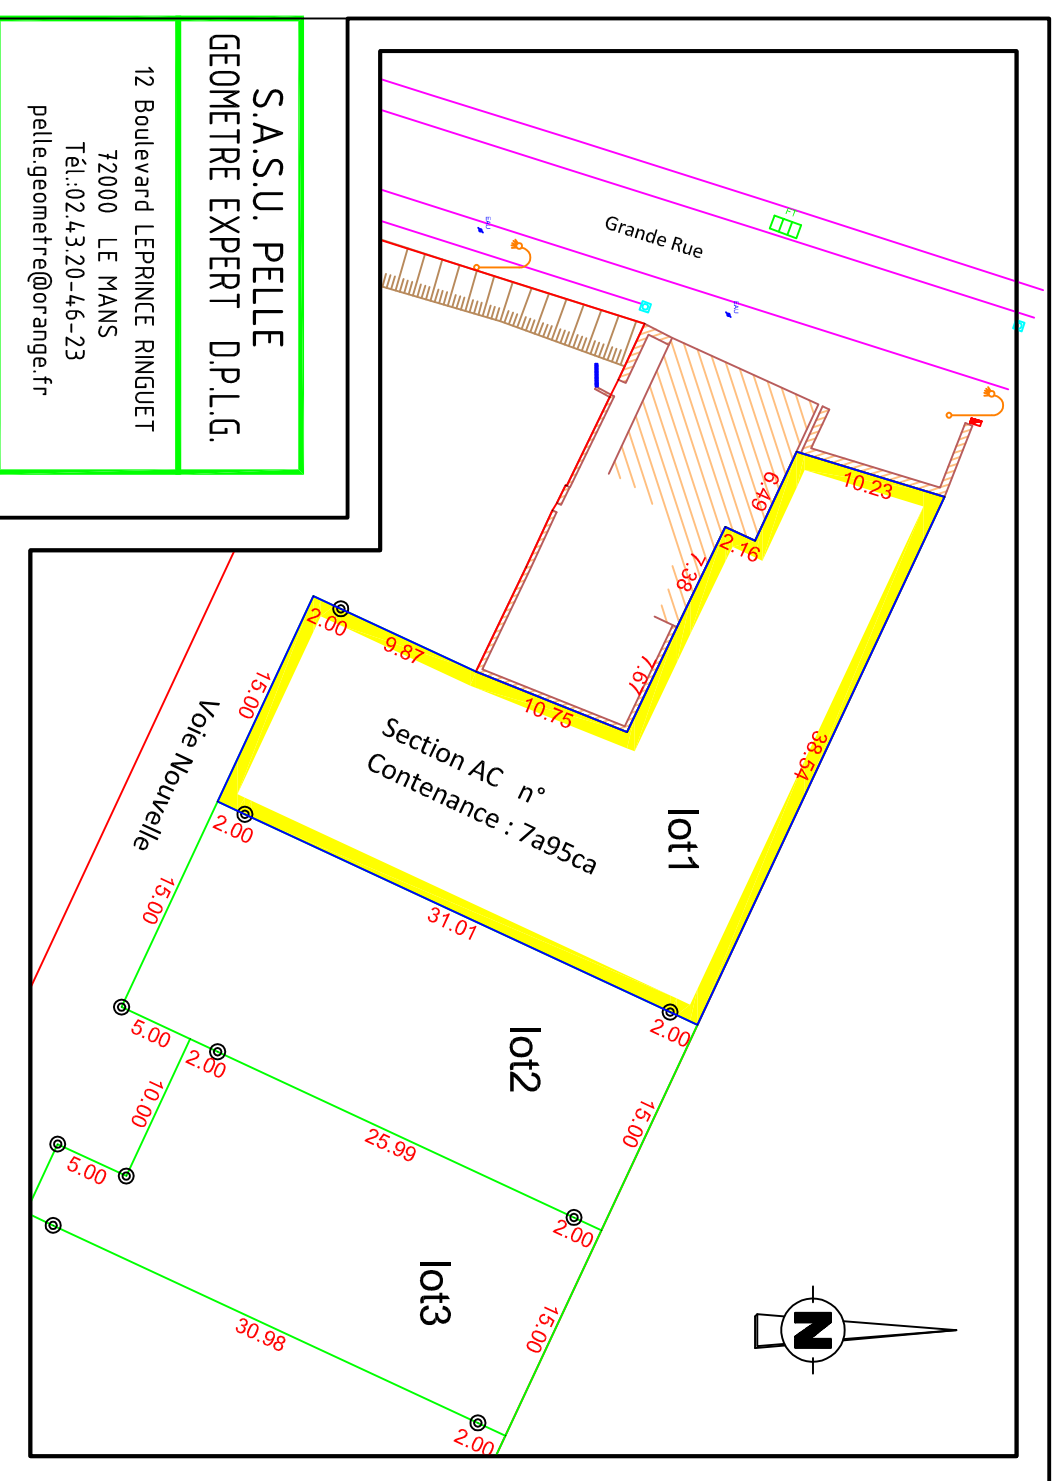 S.A.S.U. PELLE
GEOMETRE EXPERT D.P.L.G.
12 Boulevard LEPRINCE RINGUET
72000 LE MANS
Tél.:02.43.20-46-23
pelle.geometre@orange.fr
Grande Rue
FT
EAU
EAU
10.23
6.49
2.16
7.38
7.67
10.75
9.87
2.00
15.00
38.54
Section AC n°
Contenance : 7a95ca
lot1
Voie Nouvelle
2.00
31.01
2.00
15.00
lot2
15.00
5.00
2.00
25.99
2.00
10.00
5.00
lot3
15.00
30.98
2.00
N